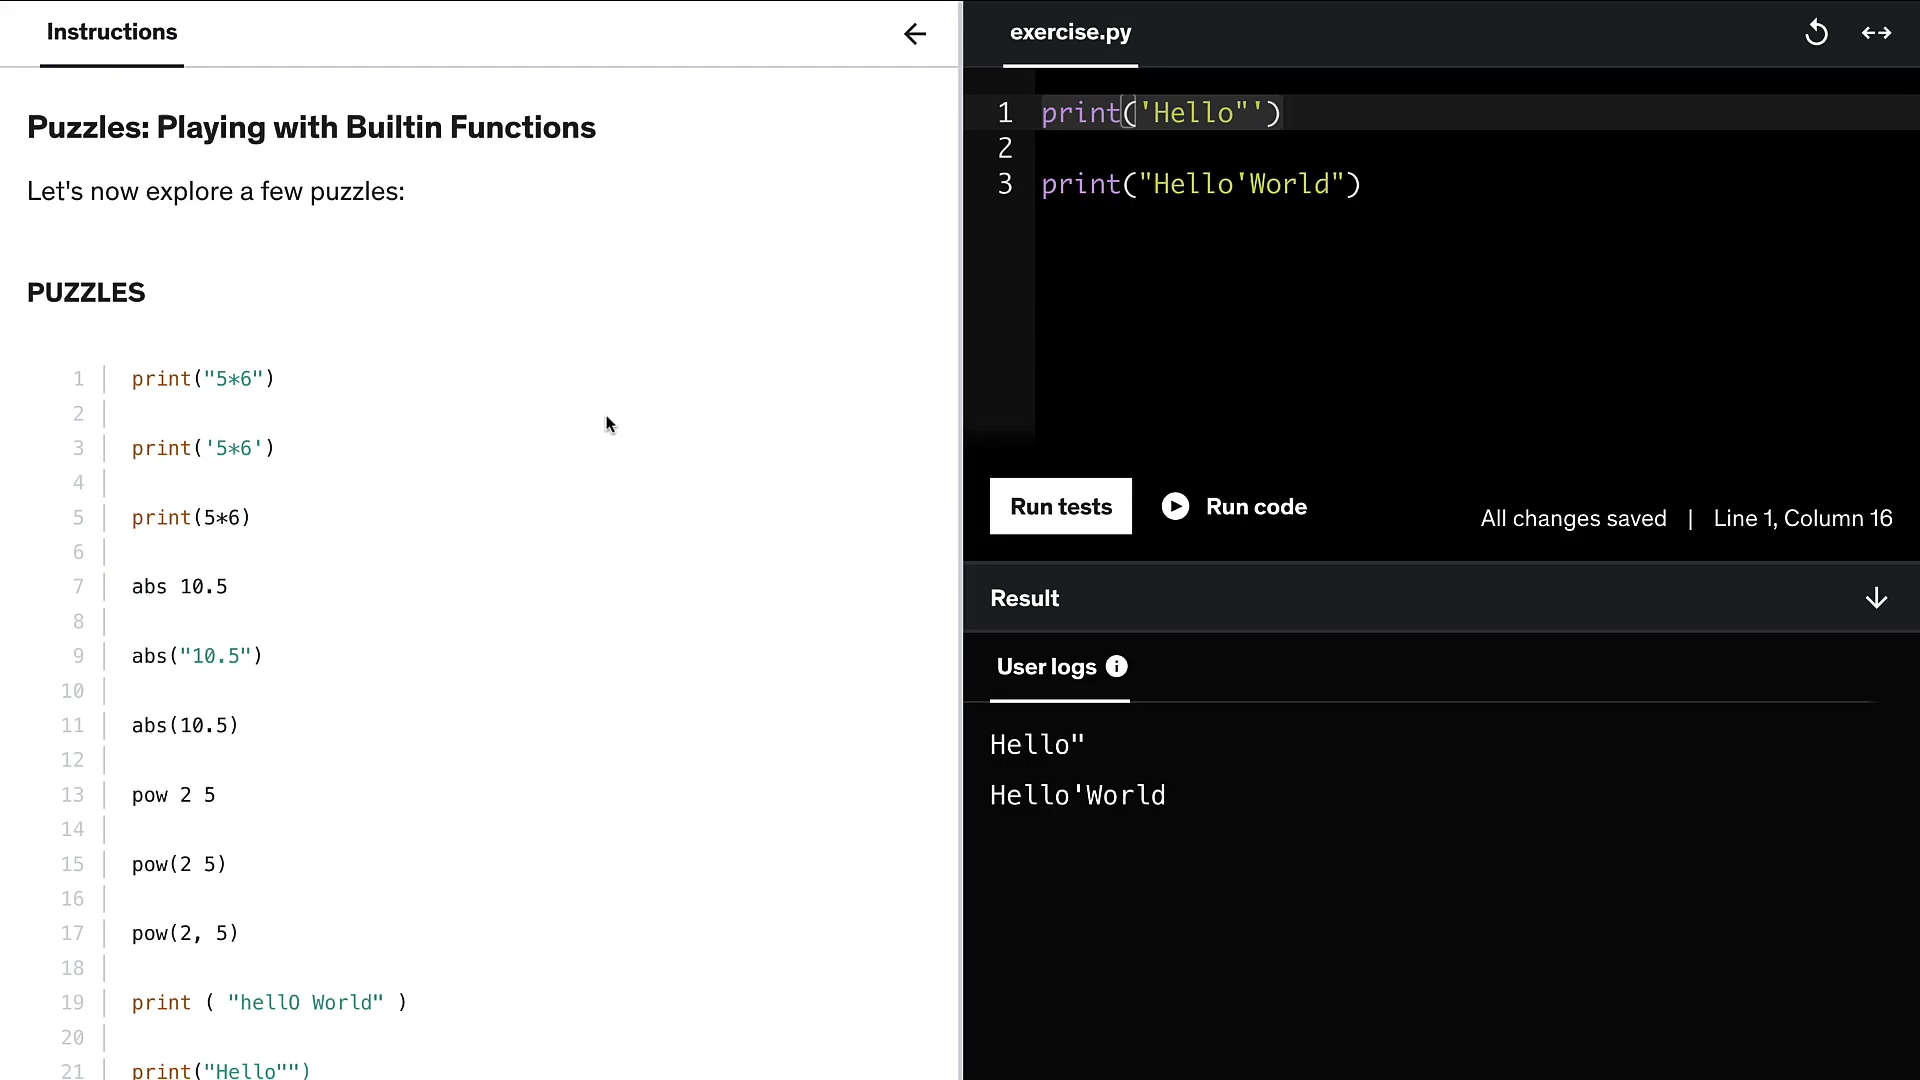 Instructions
Puzzles: Playing with Builtin Functions
Let's now explore a few puzzles:
PUZZLES
1 print("5*6")
2
3 print('5*6')
4
5 print(5*6)
6
7 abs 10.5
8
9 abs("10.5")
10
11 abs(10.5)
12
13 pow 2 5
14
15 pow(2 5)
16
17 pow(2, 5)
18
19 print ( "hellO World" )
20
21 print("Hello"")
exercise.py
1 print('Hello"')
2
3 print("Hello'World")
Run tests Run code All changes saved | Line 1, Column 16
Result
User logs
Hello"
Hello'World